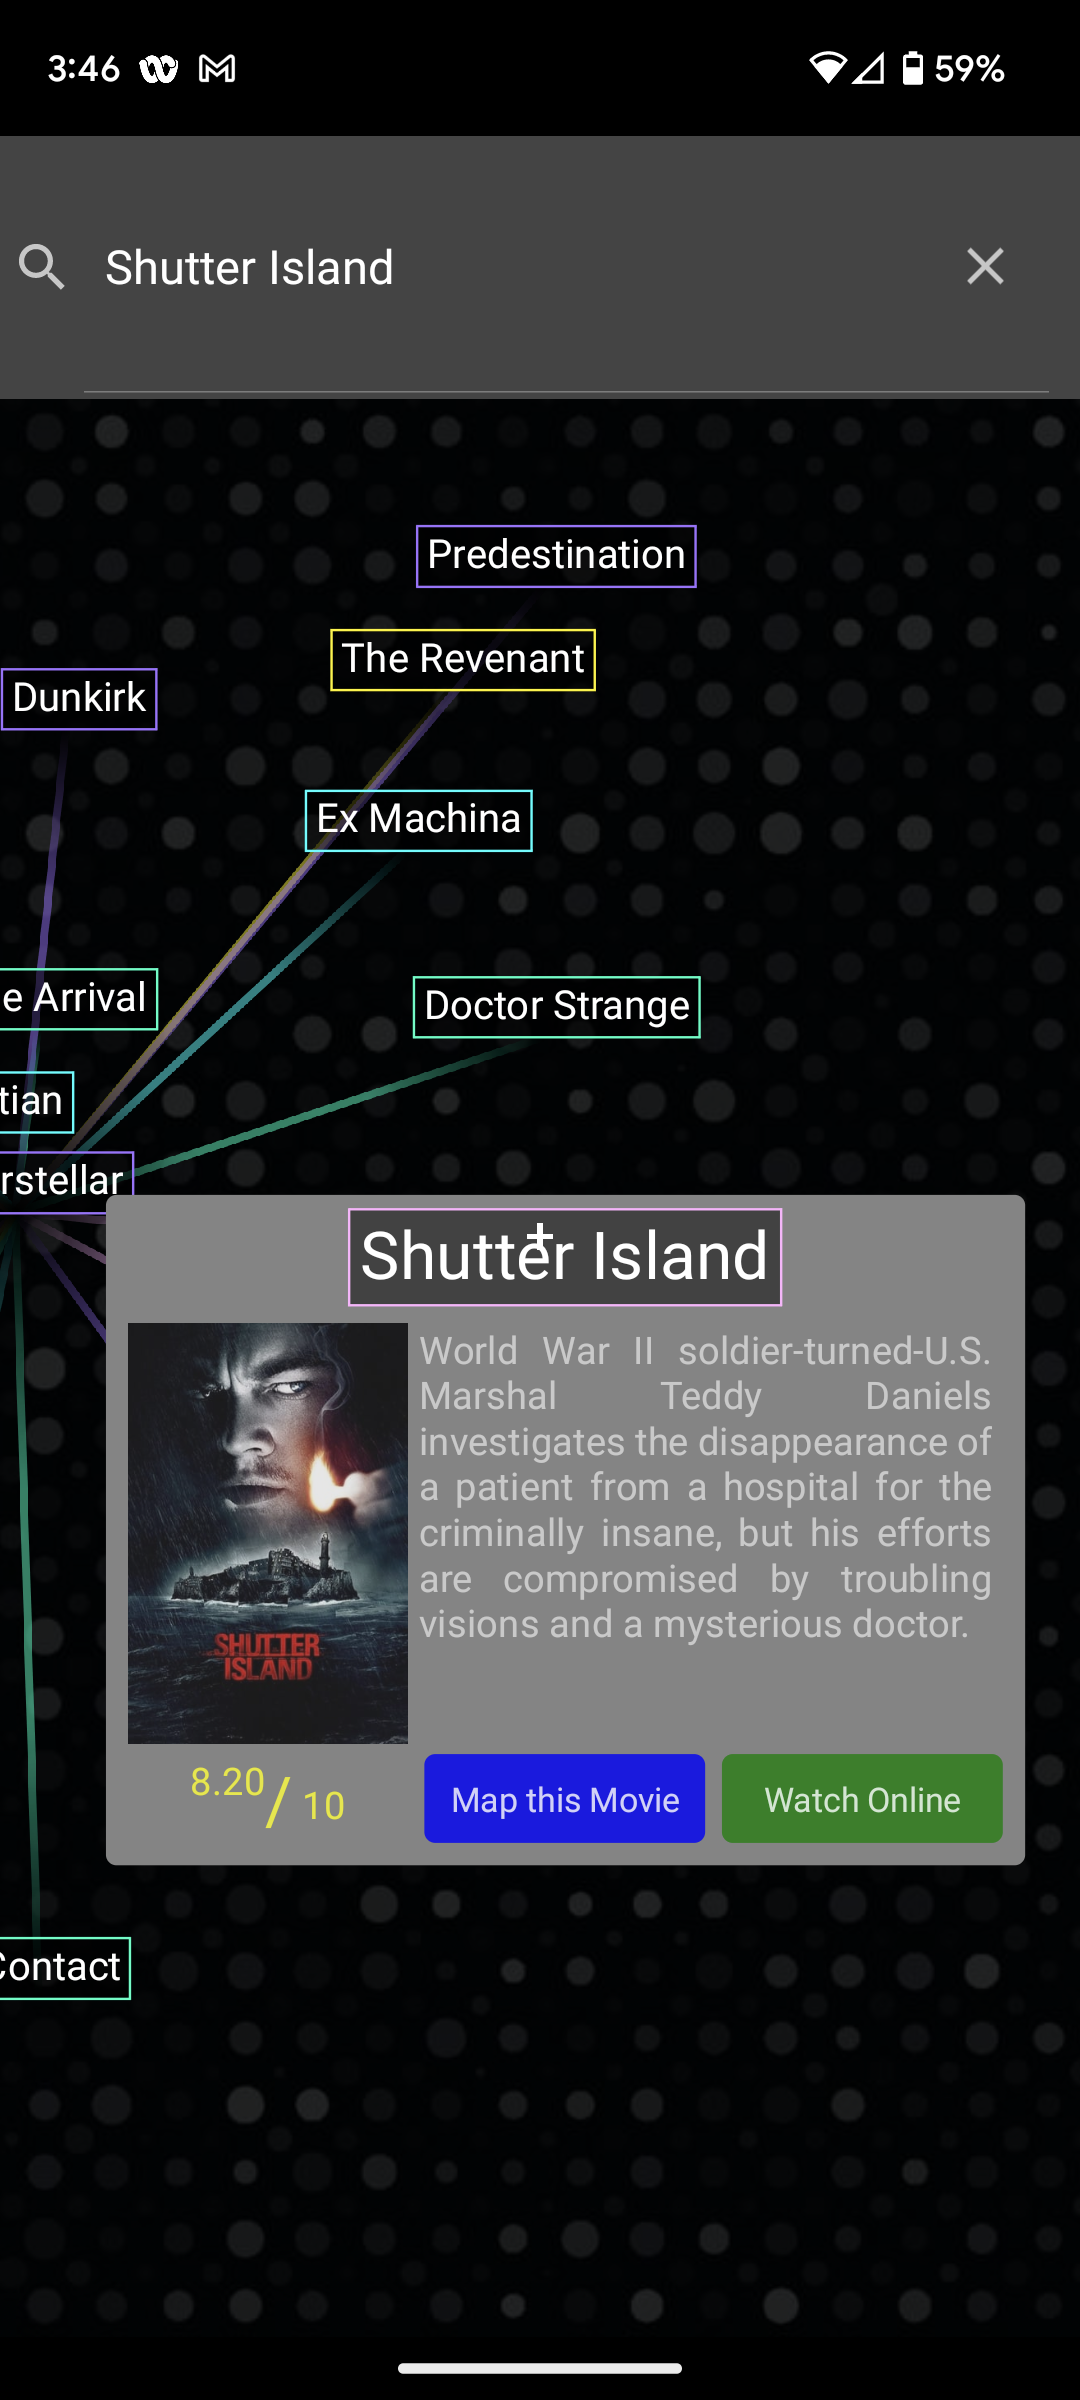 3:46
59%
Shutter Island
Predestination
The Revenant
Dunkirk
Ex Machina
e Arrival
Doctor Strange
tian
rstellar
Shutter Island
World War II soldier-turned-U.S.
Marshal Teddy Daniels
investigates the disappearance of
a patient from a hospital for the
criminally insane, but his efforts
are compromised by troubling
visions and a mysterious doctor.
SHUTTER
ISLAND
8.20/ 10
Map this Movie
Watch Online
Contact